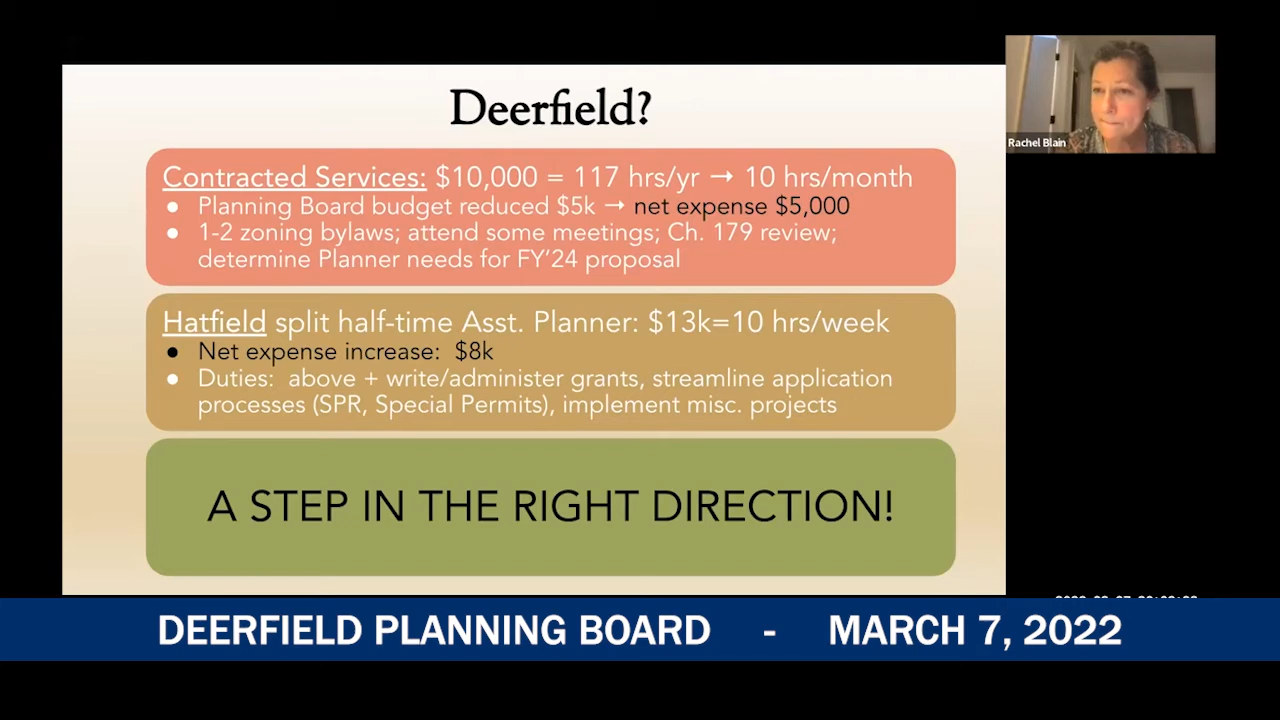 Deerfield?
Rachel Blain
Contracted Services: $10,000 = 117 hrs/yr → 10 hrs/month
● Planning Board budget reduced $5k → net expense $5,000
● 1-2 zoning bylaws; attend some meetings; Ch. 179 review;
determine Planner needs for FY'24 proposal
Hatfield split half-time Asst. Planner: $13k=10 hrs/week
● Net expense increase: $8k
● Duties: above + write/administer grants, streamline application
processes (SPR, Special Permits), implement misc. projects
A STEP IN THE RIGHT DIRECTION!
DEERFIELD PLANNING BOARD - MARCH 7, 2022